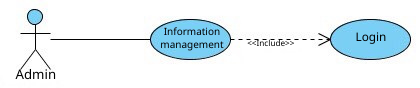 Information
management
<<Include>>
Login
Admin